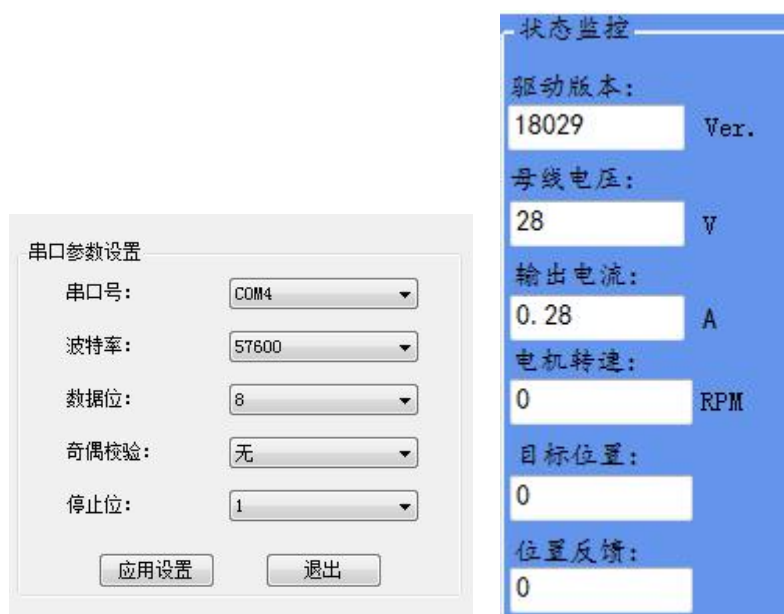 串口参数设置
串口号: COM4
波特率: 57600
数据位: 8
奇偶校验: 无
停止位: 1
应用设置 退出
状态监控
驱动版本:
18029 Ver.
母线电压:
28 V
输出电流:
0.28 A
电机转速:
0 RPM
目标位置:
0
位置反馈:
0